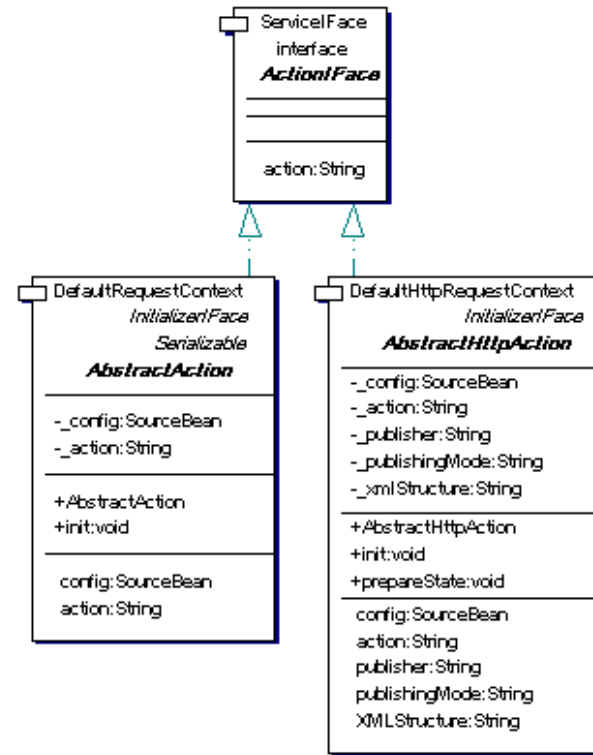 ServiceIFace
interface
ActionIFace
action:String
DefaultRequestContext
InitializerIFace
Serializable
AbstractAction
-_config:SourceBean
-_action:String
+AbstractAction
+init:void
config:SourceBean
action:String
DefaultHttpRequestContext
InitializerIFace
AbstractHttpAction
-_config:SourceBean
-_action:String
-_publisher:String
-_publishingMode:String
-_xmlStructure:String
+AbstractHttpAction
+init:void
+prepareState:void
config:SourceBean
action:String
publisher:String
publishingMode:String
XMLStructure:String